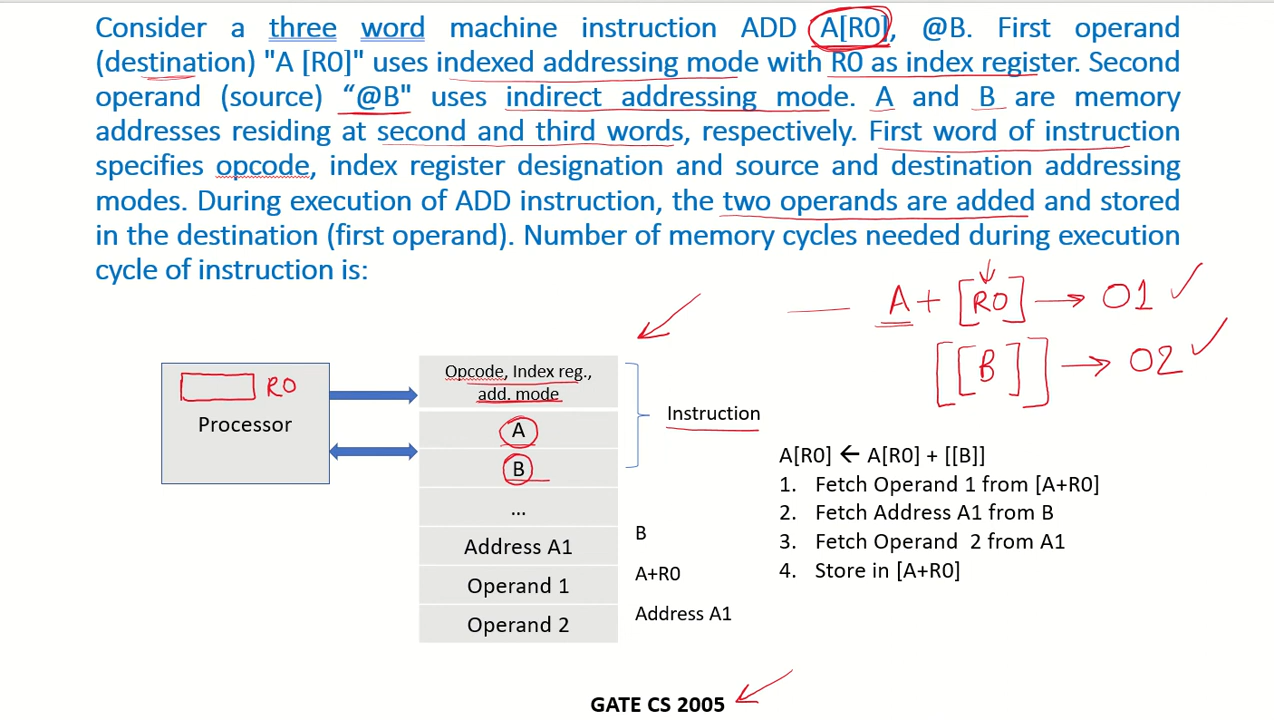 Consider a three word machine instruction ADD A[R0], @B. First operand
(destination) "A [R0]" uses indexed addressing mode with R0 as index register. Second
operand (source) “@B" uses indirect addressing mode. A and B are memory
addresses residing at second and third words, respectively. First word of instruction
specifies opcode, index register designation and source and destination addressing
modes. During execution of ADD instruction, the two operands are added and stored
in the destination (first operand). Number of memory cycles needed during execution
cycle of instruction is:
A + [R0] → O1 ✓
[[B]] → O2 ✓
R0
Processor
Opcode, Index reg.,
add. mode
A
B
...
Address A1
Operand 1
Operand 2
Instruction
B
A+R0
Address A1
A[R0] ← A[R0] + [[B]]
1. Fetch Operand 1 from [A+R0]
2. Fetch Address A1 from B
3. Fetch Operand 2 from A1
4. Store in [A+R0]
GATE CS 2005